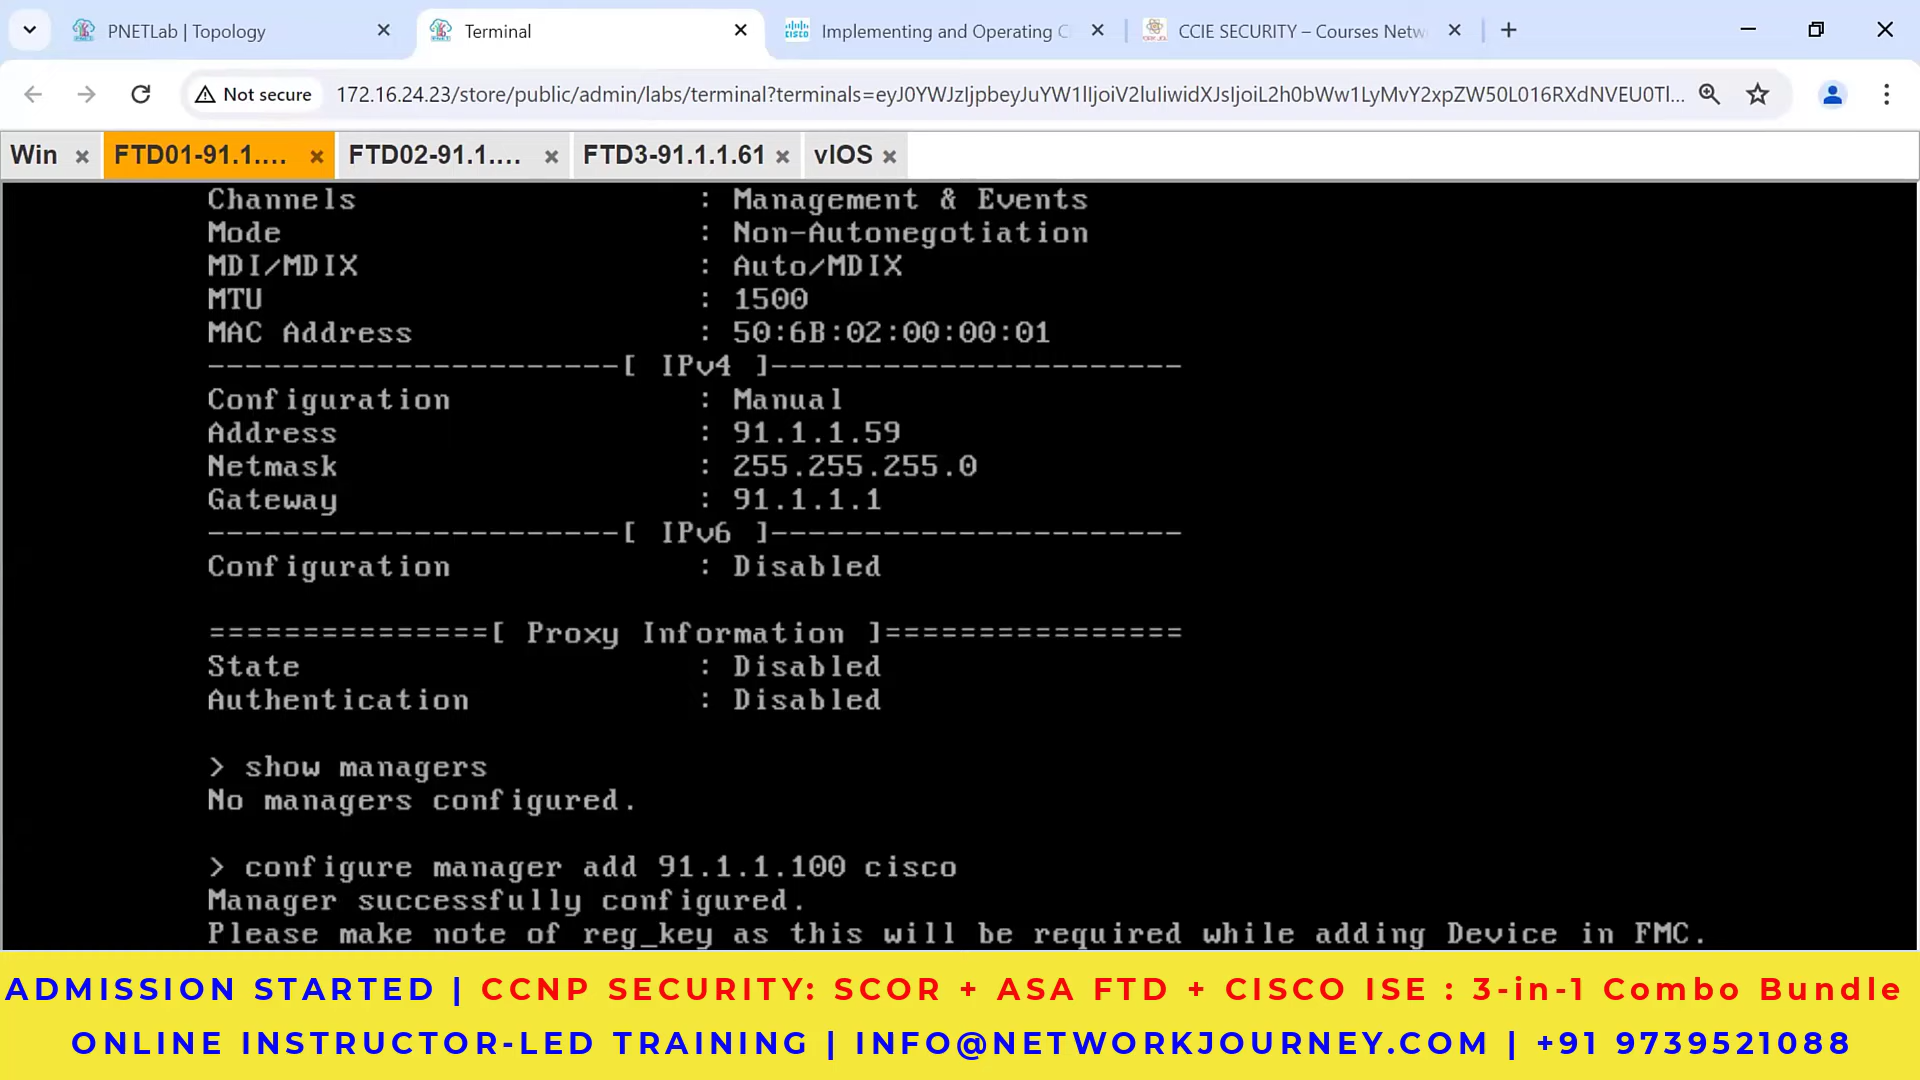 PNETLab | Topology
Terminal
Implementing and Operating C
CCIE SECURITY – Courses Netw
Not secure
172.16.24.23/store/public/admin/labs/terminal?terminals=eyJ0YWJzIjpbeyJuYW1lIjoiV2luIiwidXJsIjoiL2h0bWw1LyMvY2xpZW50L016RXdNVEU0Tl...
Win
FTD01-91.1....
FTD02-91.1....
FTD3-91.1.1.61
vIOS
Channels : Management & Events
Mode : Non-Autonegotiation
MDI/MDIX : Auto/MDIX
MTU : 1500
MAC Address : 50:6B:02:00:00:01
----------------------[ IPv4 ]----------------------
Configuration : Manual
Address : 91.1.1.59
Netmask : 255.255.255.0
Gateway : 91.1.1.1
----------------------[ IPv6 ]----------------------
Configuration : Disabled
===============[ Proxy Information ]================
State : Disabled
Authentication : Disabled
> show managers
No managers configured.
> configure manager add 91.1.1.100 cisco
Manager successfully configured.
Please make note of reg_key as this will be required while adding Device in FMC.
ADMISSION STARTED | CCNP SECURITY: SCOR + ASA FTD + CISCO ISE : 3-in-1 Combo Bundle
ONLINE INSTRUCTOR-LED TRAINING | INFO@NETWORKJOURNEY.COM | +91 9739521088